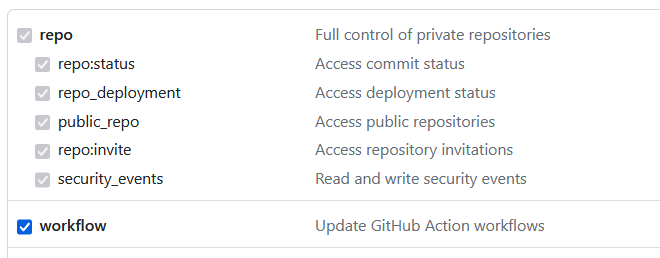 repo Full control of private repositories
repo:status Access commit status
repo_deployment Access deployment status
public_repo Access public repositories
repo:invite Access repository invitations
security_events Read and write security events
workflow Update GitHub Action workflows